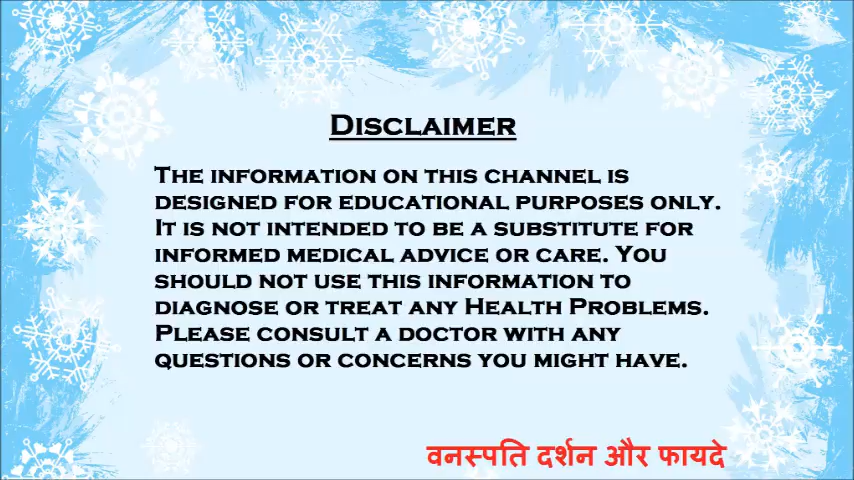 Disclaimer
The information on this channel is
designed for educational purposes only.
It is not intended to be a substitute for
informed medical advice or care. You
should not use this information to
diagnose or treat any Health Problems.
Please consult a doctor with any
questions or concerns you might have.
वनस्पति दर्शन और फायदे